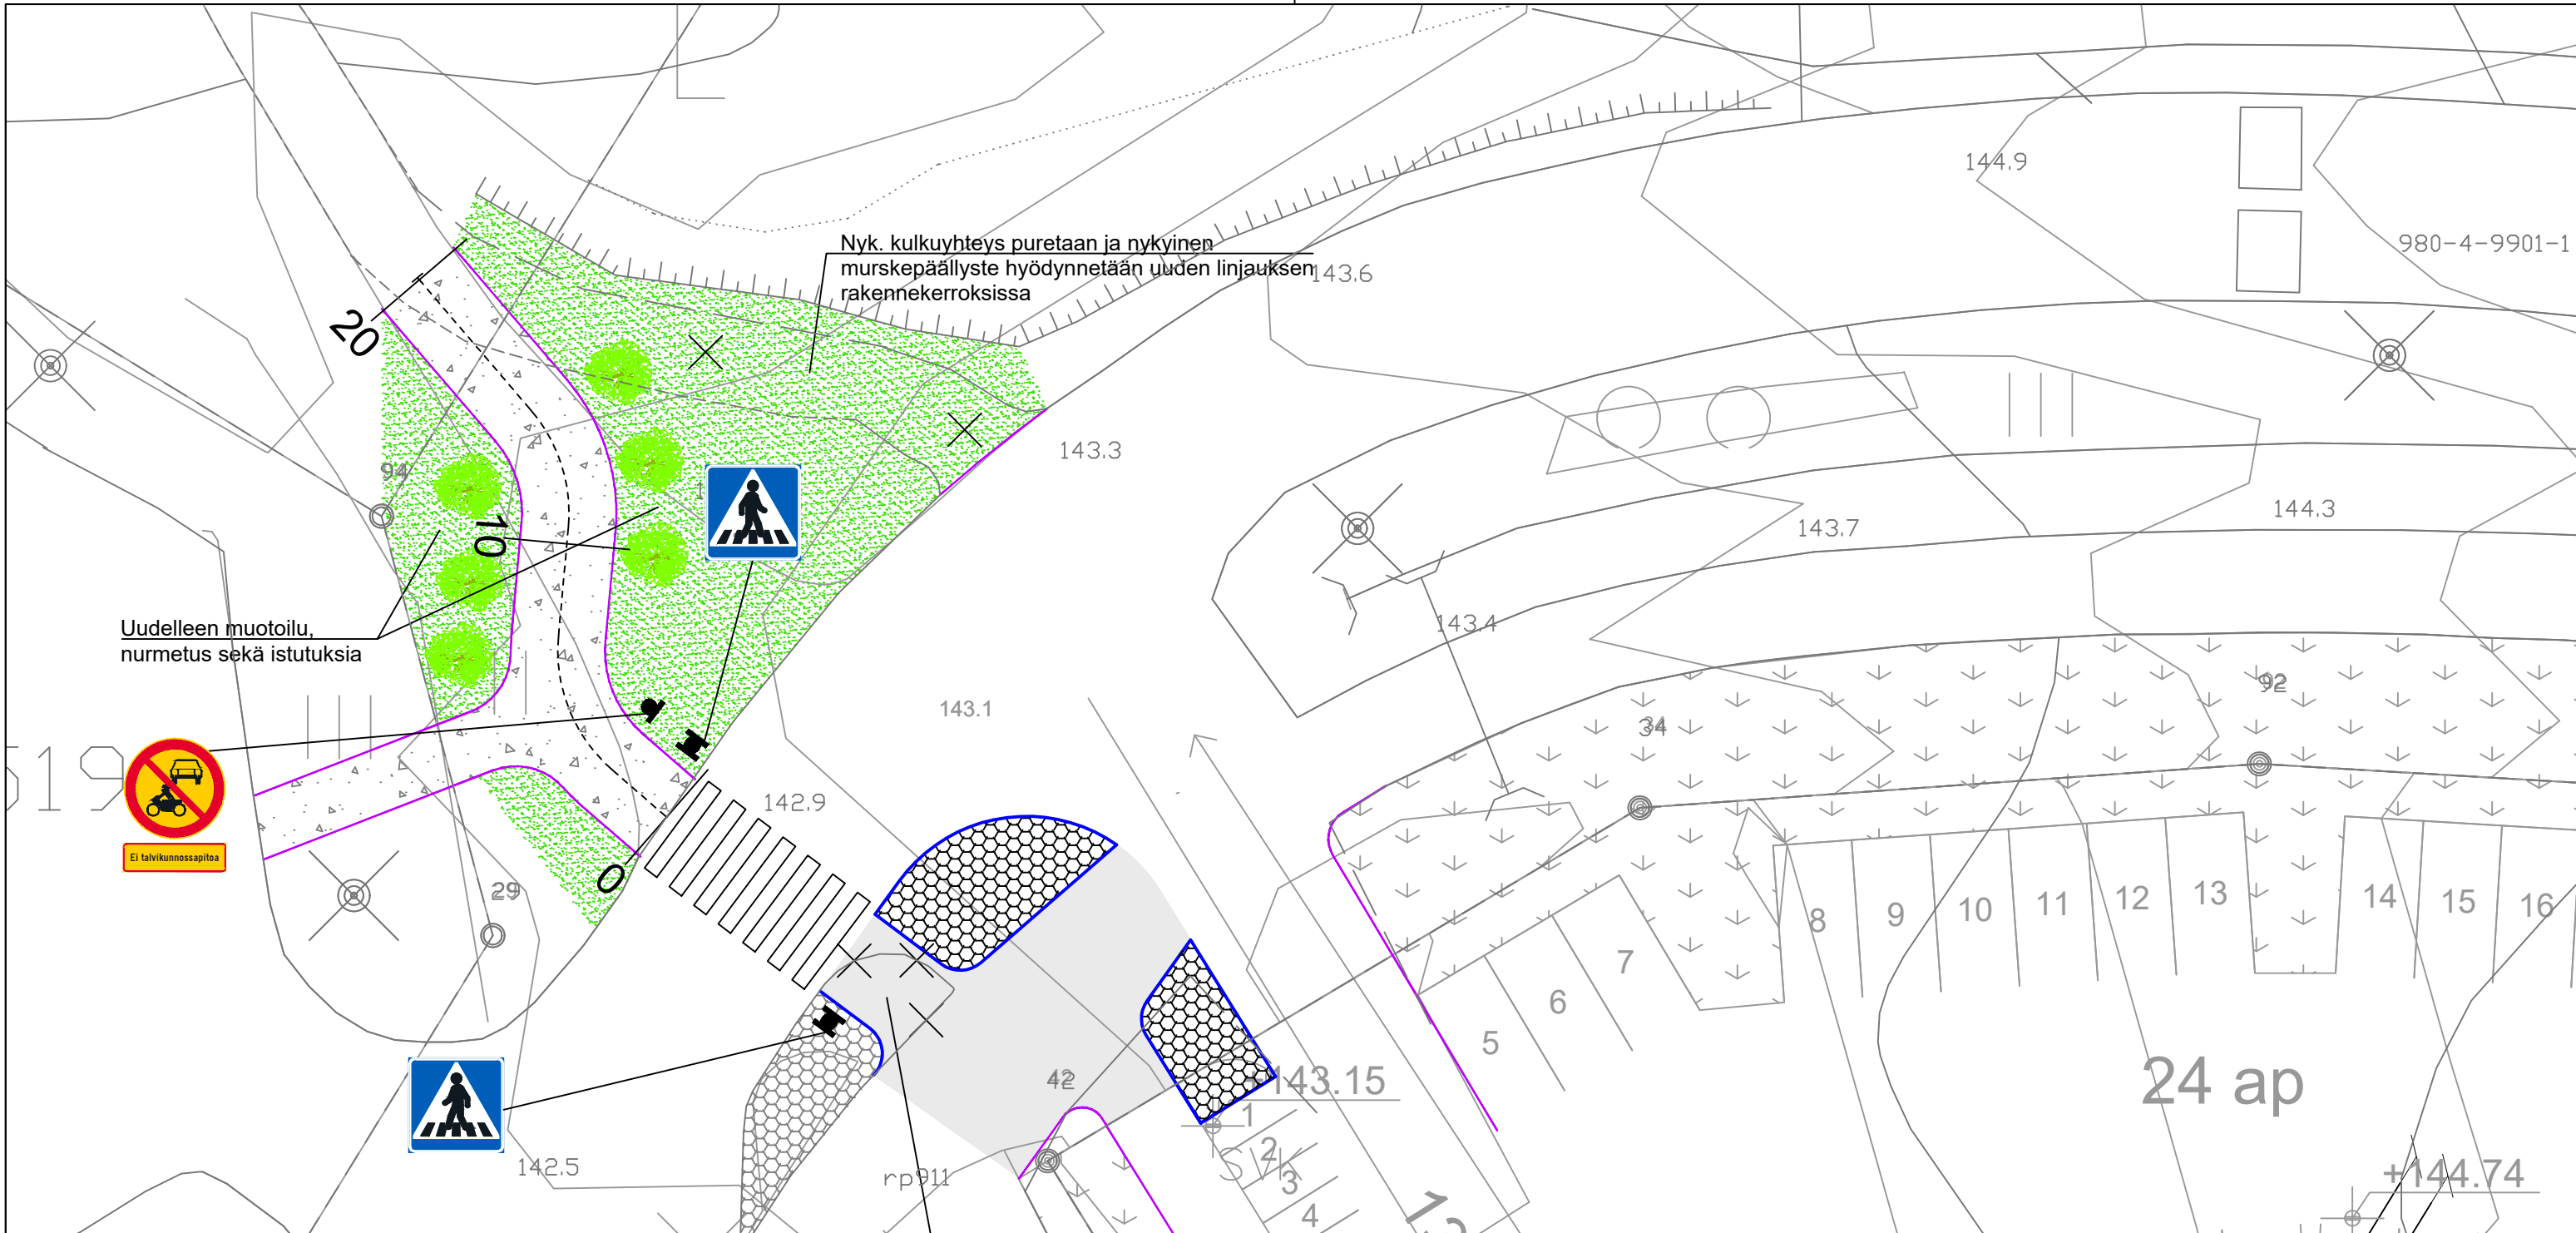 144.9
980-4-9901-1
Nyk. kulkuyhteys puretaan ja nykyinen
murskepäällyste hyödynnetään uuden linjauksen
rakennekerroksissa
143.6
20
143.3
94
144.3
143.7
10
143.4
Uudelleen muotoilu,
nurmetus sekä istutuksia
92
34
143.1
519
142.9
Ei talvikunnossapitoa
0
29
8 9 10 11 12 13 14 15 16
7
6
5
42
+143.15
24 ap
1
2
SVK
3
4
142.5
rp911
+144.74